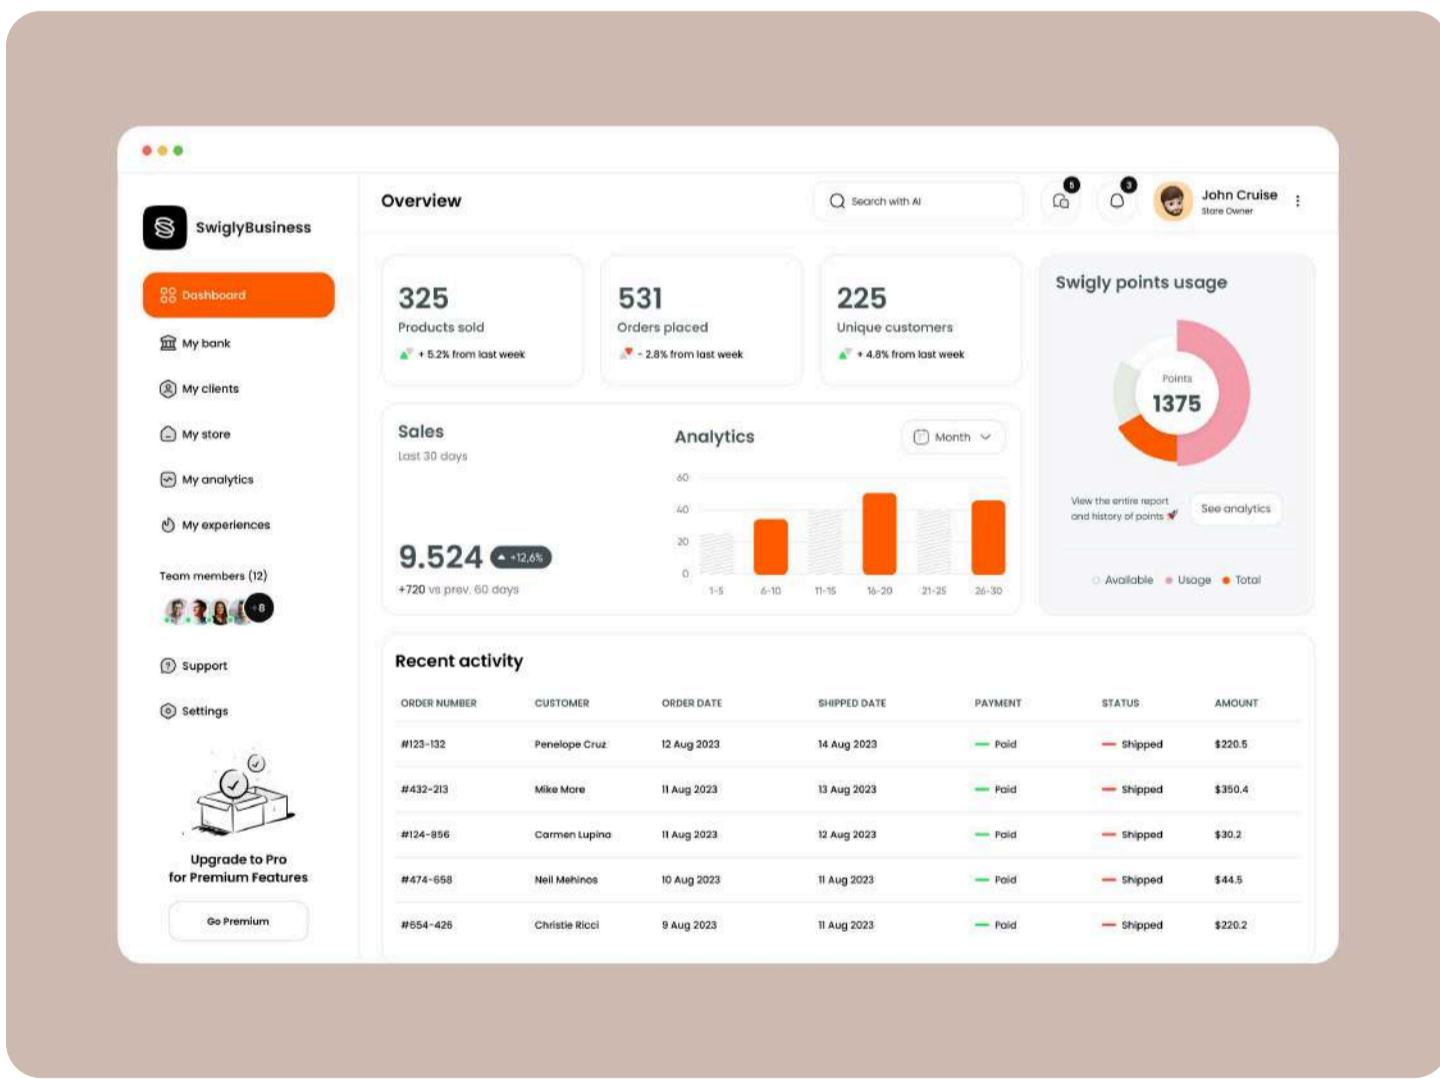 Overview
Search with AI
5
3
John Cruise
Store Owner
SwiglyBusiness
Dashboard
My bank
My clients
My store
My analytics
My experiences
Team members (12)
+8
Support
Settings
Upgrade to Pro
for Premium Features
Go Premium
325
Products sold
+ 5.2% from last week
531
Orders placed
- 2.8% from last week
225
Unique customers
+ 4.8% from last week
Swigly points usage
Points
1375
View the entire report
and history of points
See analytics
Available Usage Total
Sales
Last 30 days
9.524 +12,6%
+720 vs prev. 60 days
Analytics
Month
60
40
20
0
1-5 6-10 11-15 16-20 21-25 26-30
Recent activity
ORDER NUMBER CUSTOMER ORDER DATE SHIPPED DATE PAYMENT STATUS AMOUNT
#123-132 Penelope Cruz 12 Aug 2023 14 Aug 2023 Paid Shipped $220.5
#432-213 Mike More 11 Aug 2023 13 Aug 2023 Paid Shipped $350.4
#124-856 Carmen Lupina 11 Aug 2023 12 Aug 2023 Paid Shipped $30.2
#474-658 Neil Mehinos 10 Aug 2023 11 Aug 2023 Paid Shipped $44.5
#654-426 Christie Ricci 9 Aug 2023 11 Aug 2023 Paid Shipped $220.2